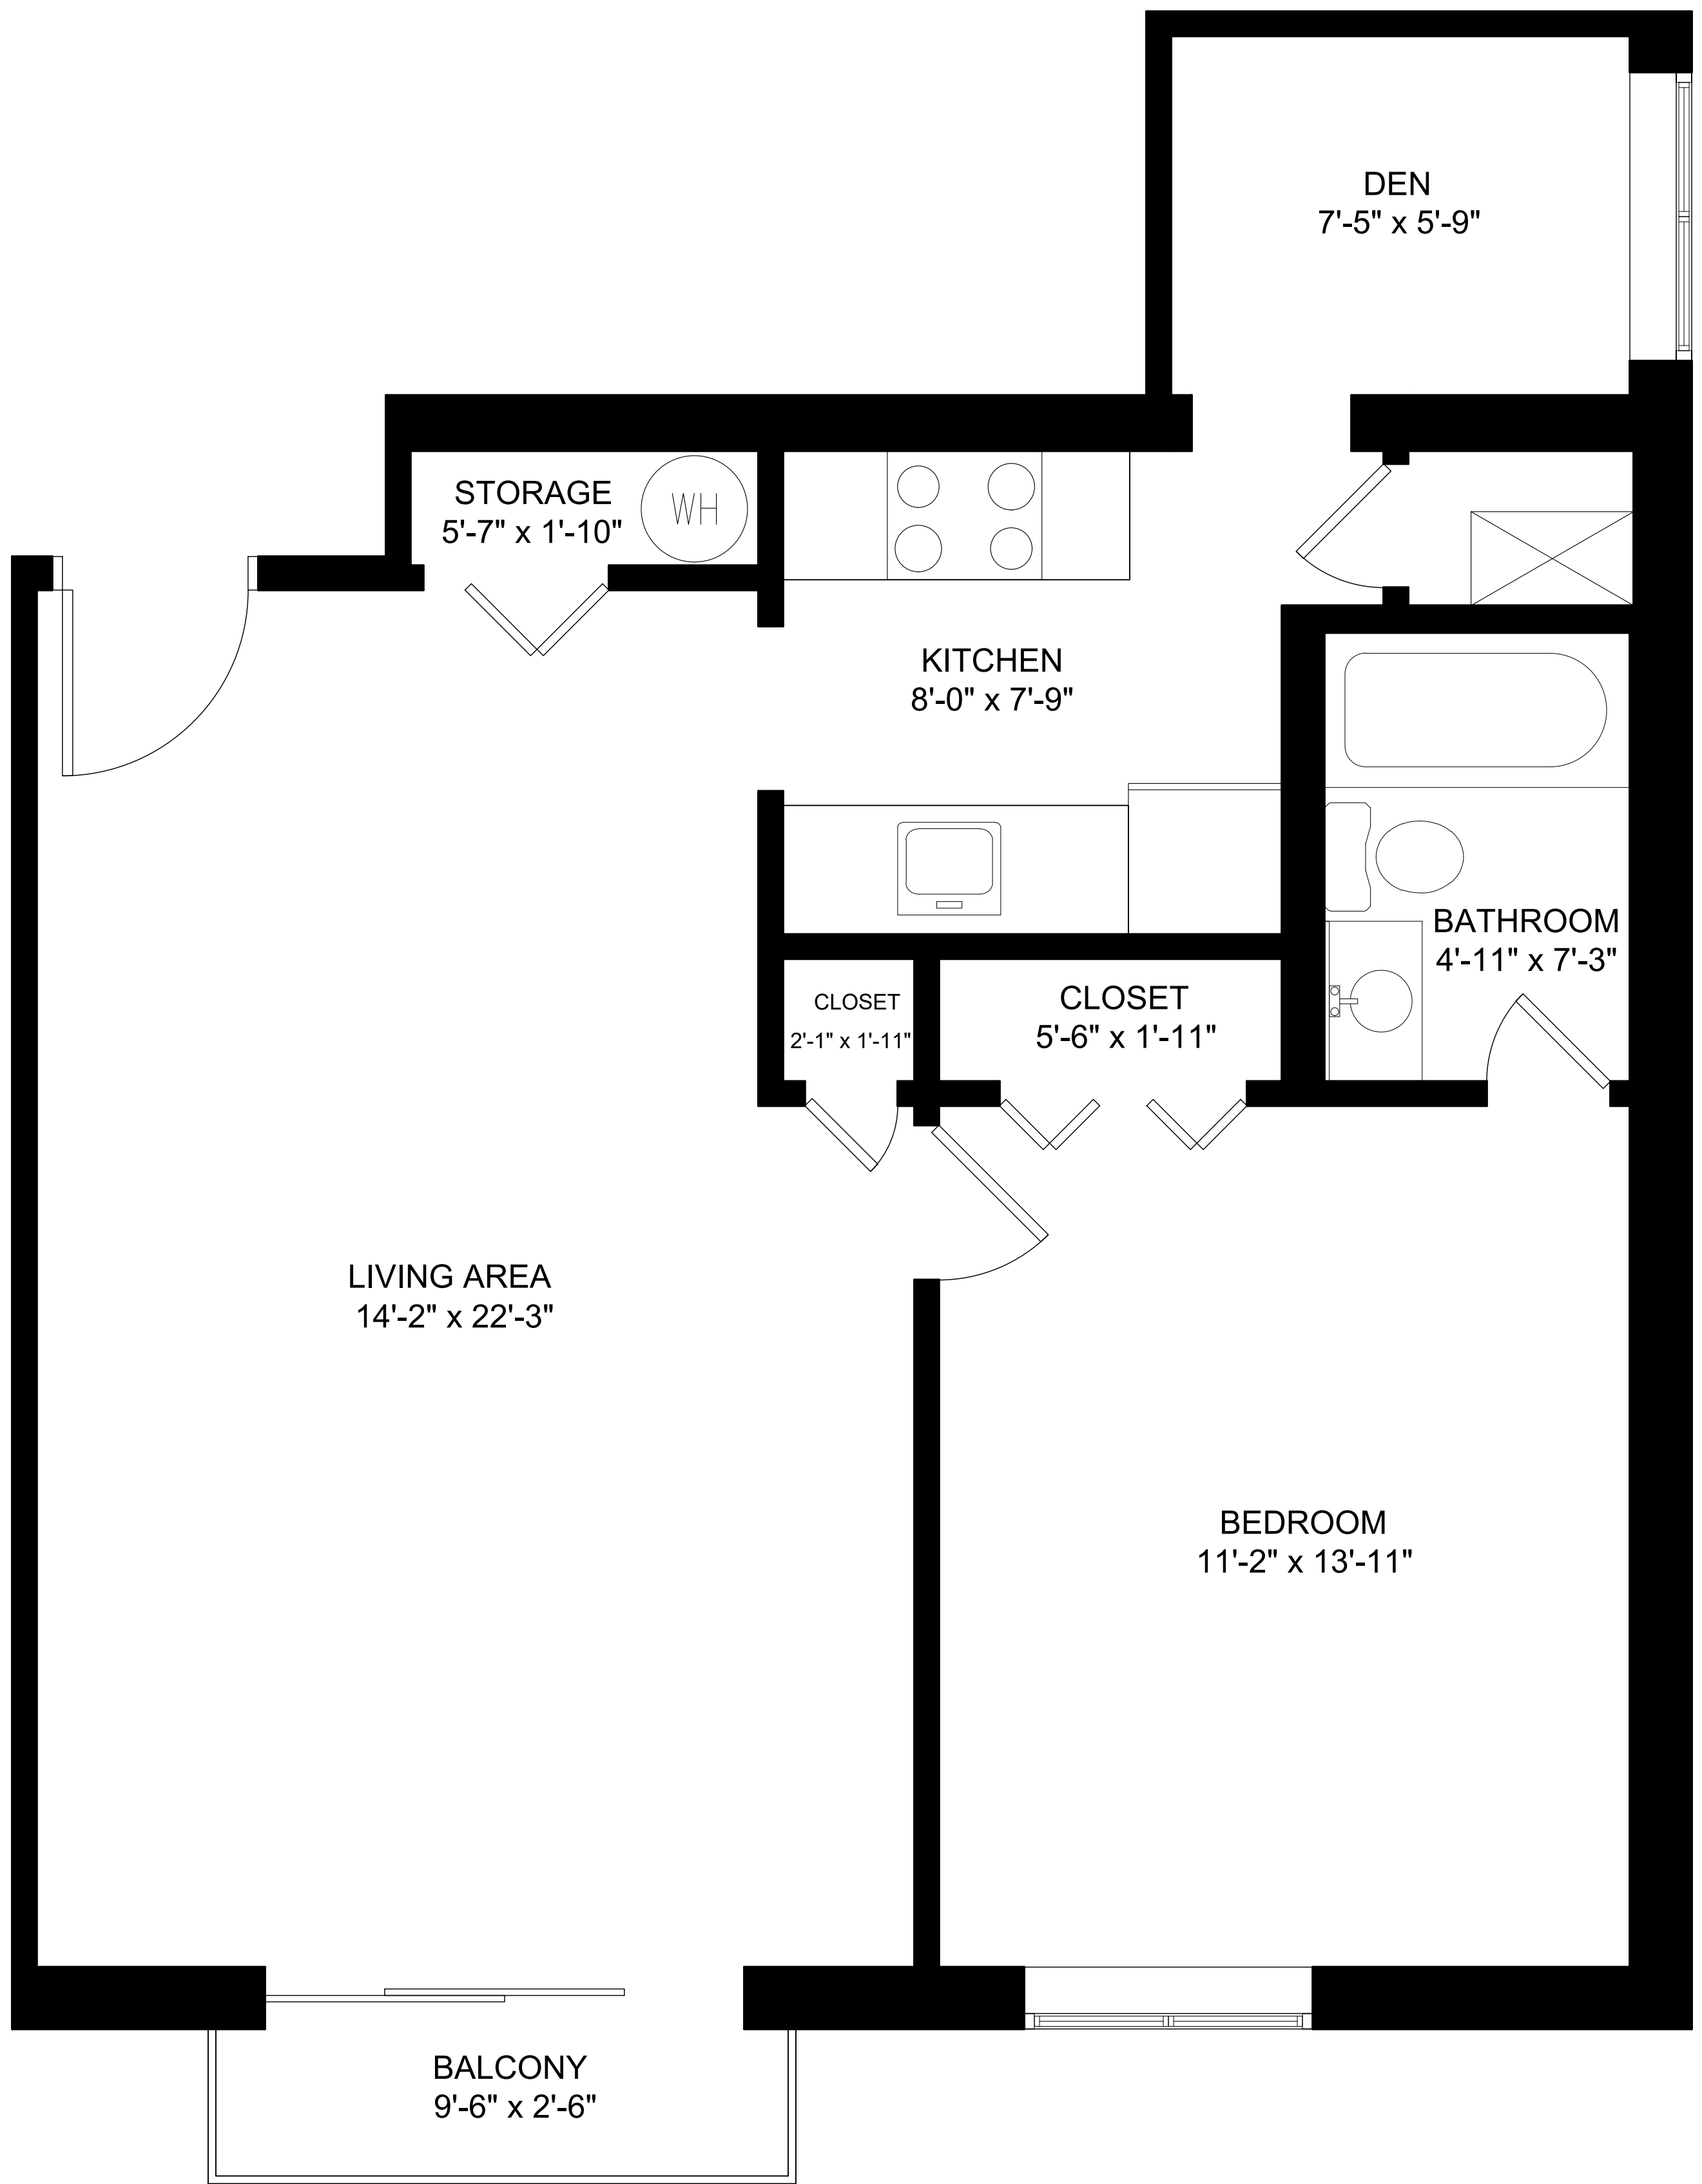 DEN
7'-5" x 5'-9"
STORAGE
5'-7" x 1'-10"
WH
KITCHEN
8'-0" x 7'-9"
BATHROOM
4'-11" x 7'-3"
CLOSET
2'-1" x 1'-11"
CLOSET
5'-6" x 1'-11"
LIVING AREA
14'-2" x 22'-3"
BEDROOM
11'-2" x 13'-11"
BALCONY
9'-6" x 2'-6"